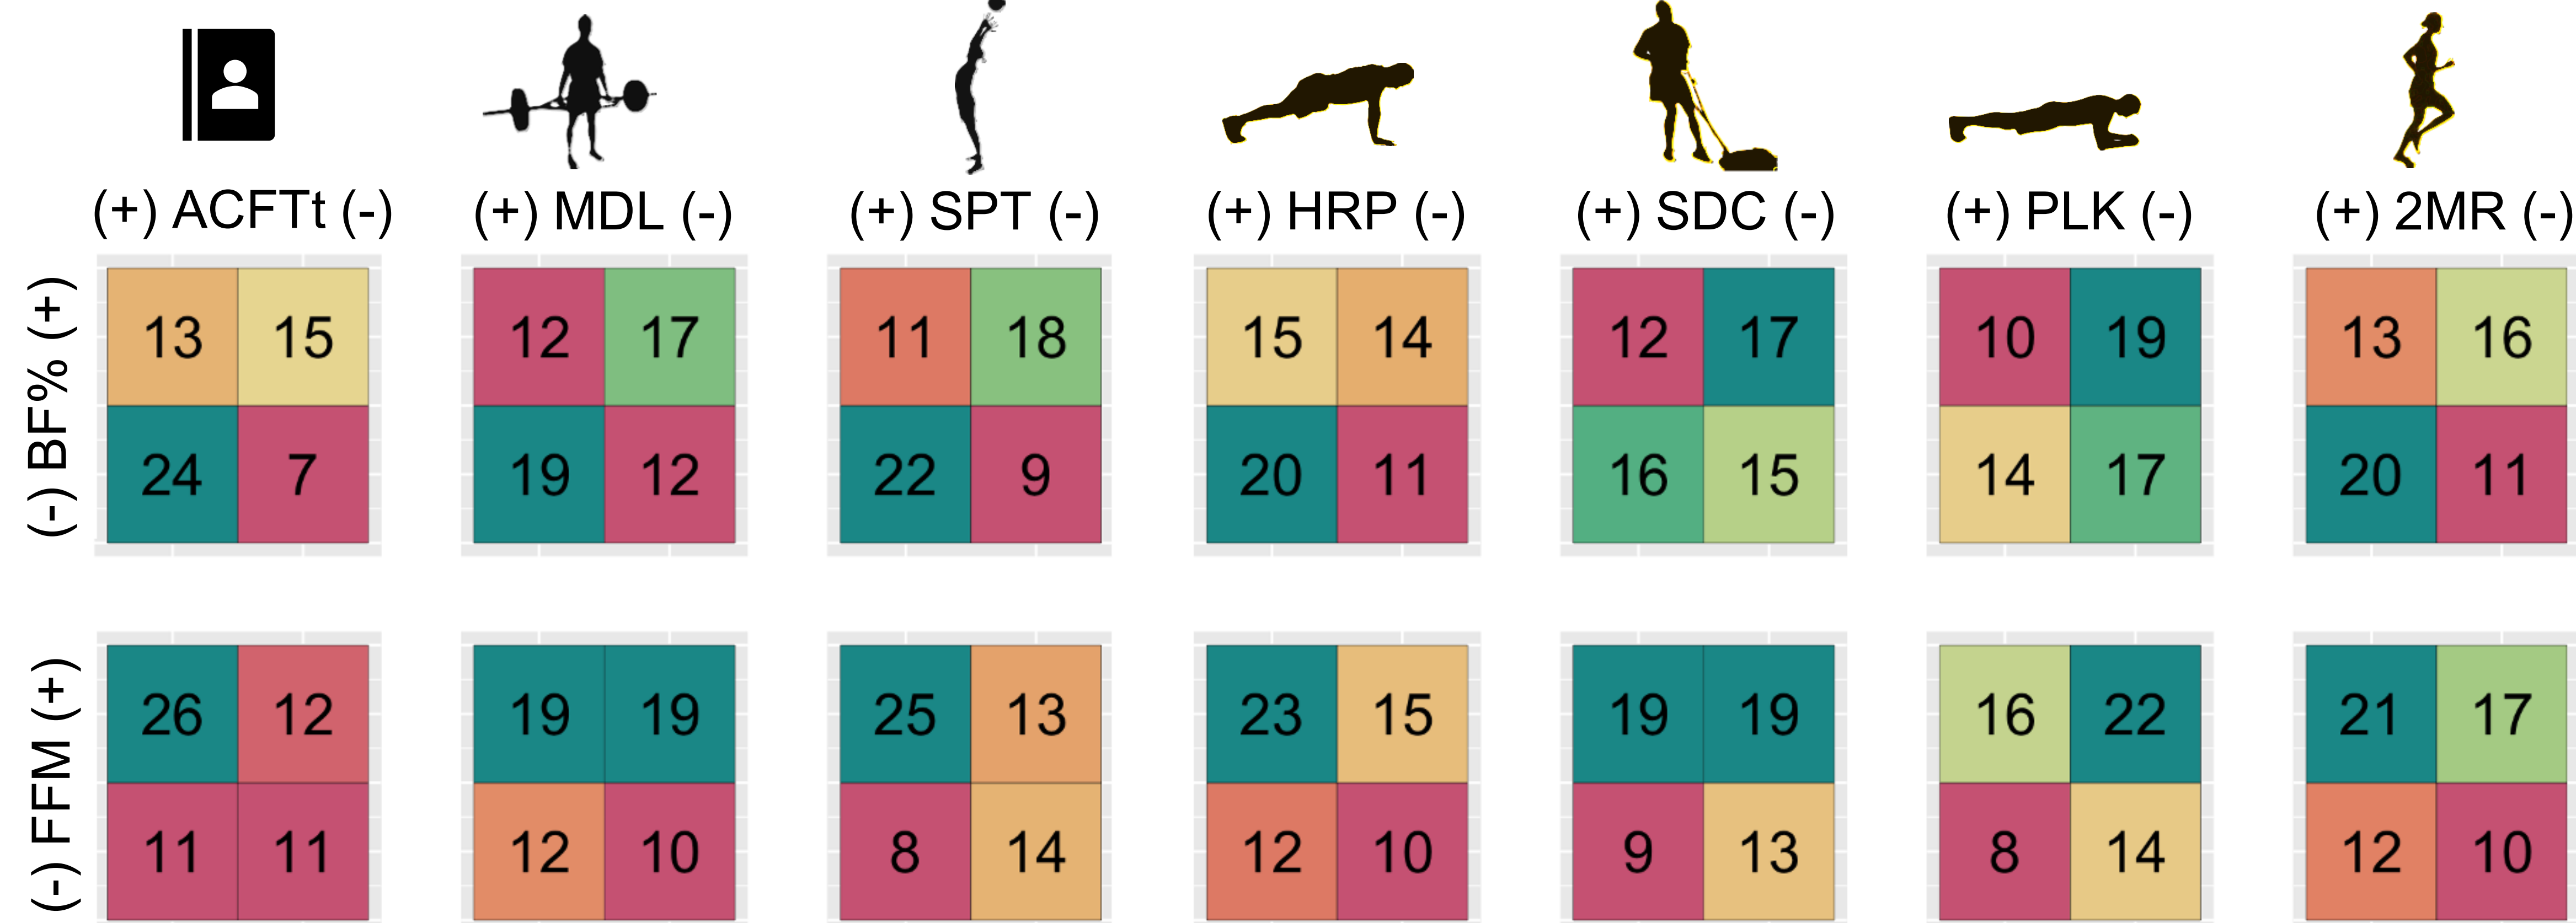 (+) ACFTt (-) (+) MDL (-) (+) SPT (-) (+) HRP (-) (+) SDC (-) (+) PLK (-) (+) 2MR (-)
(-) BF% (+)
13 15 12 17 11 18 15 14 12 17 10 19 13 16
24 7 19 12 22 9 20 11 16 15 14 17 20 11
(-) FFM (+)
26 12 19 19 25 13 23 15 19 19 16 22 21 17
11 11 12 10 8 14 12 10 9 13 8 14 12 10